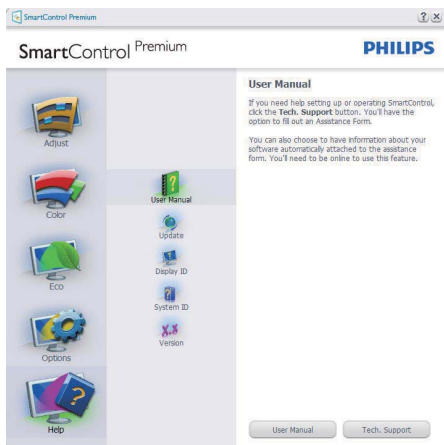 SmartControl Premium
SmartControl Premium
PHILIPS
Adjust
Color
Eco
Options
Help
User Manual
Update
Display ID
System ID
X.X
Version
User Manual
If you need help setting up or operating SmartControl,
click the Tech. Support button. You'll have the
option to fill out an Assistance Form.
You can also choose to have information about your
software automatically attached to the assistance
form. You'll need to be online to use this feature.
User Manual
Tech. Support